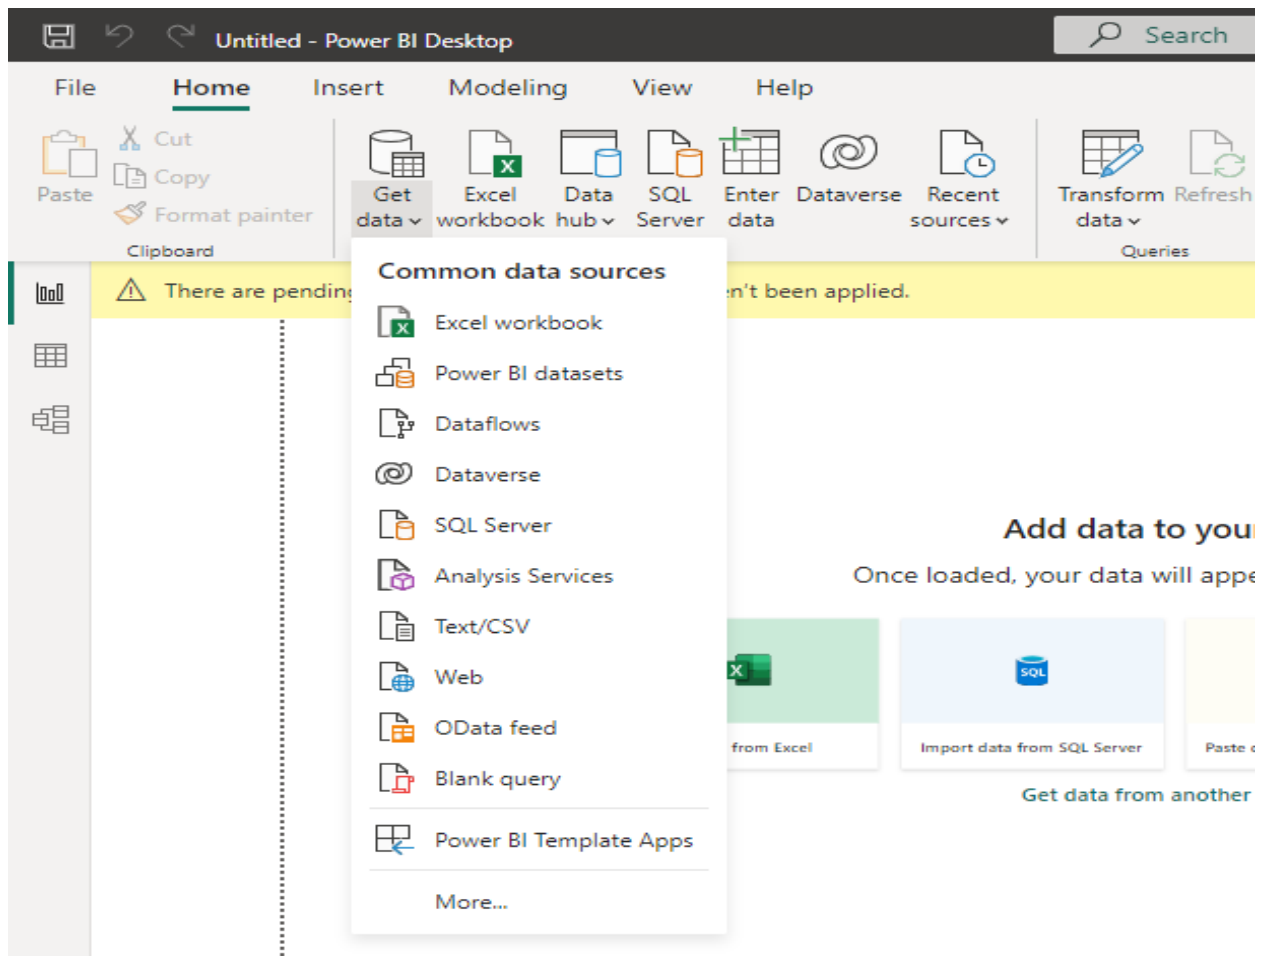 Untitled - Power BI Desktop
Search
File Home Insert Modeling View Help
Paste
Cut
Copy
Format painter
Clipboard
Get data
Excel workbook
Data hub
SQL Server
Enter data
Dataverse
Recent sources
Transform data
Refresh
Queries
There are pending
n't been applied.
Common data sources
Excel workbook
Power BI datasets
Dataflows
Dataverse
SQL Server
Analysis Services
Text/CSV
Web
OData feed
Blank query
Power BI Template Apps
More...
Add data to your
Once loaded, your data will appe
X
SQL
from Excel
Import data from SQL Server
Paste
Get data from another